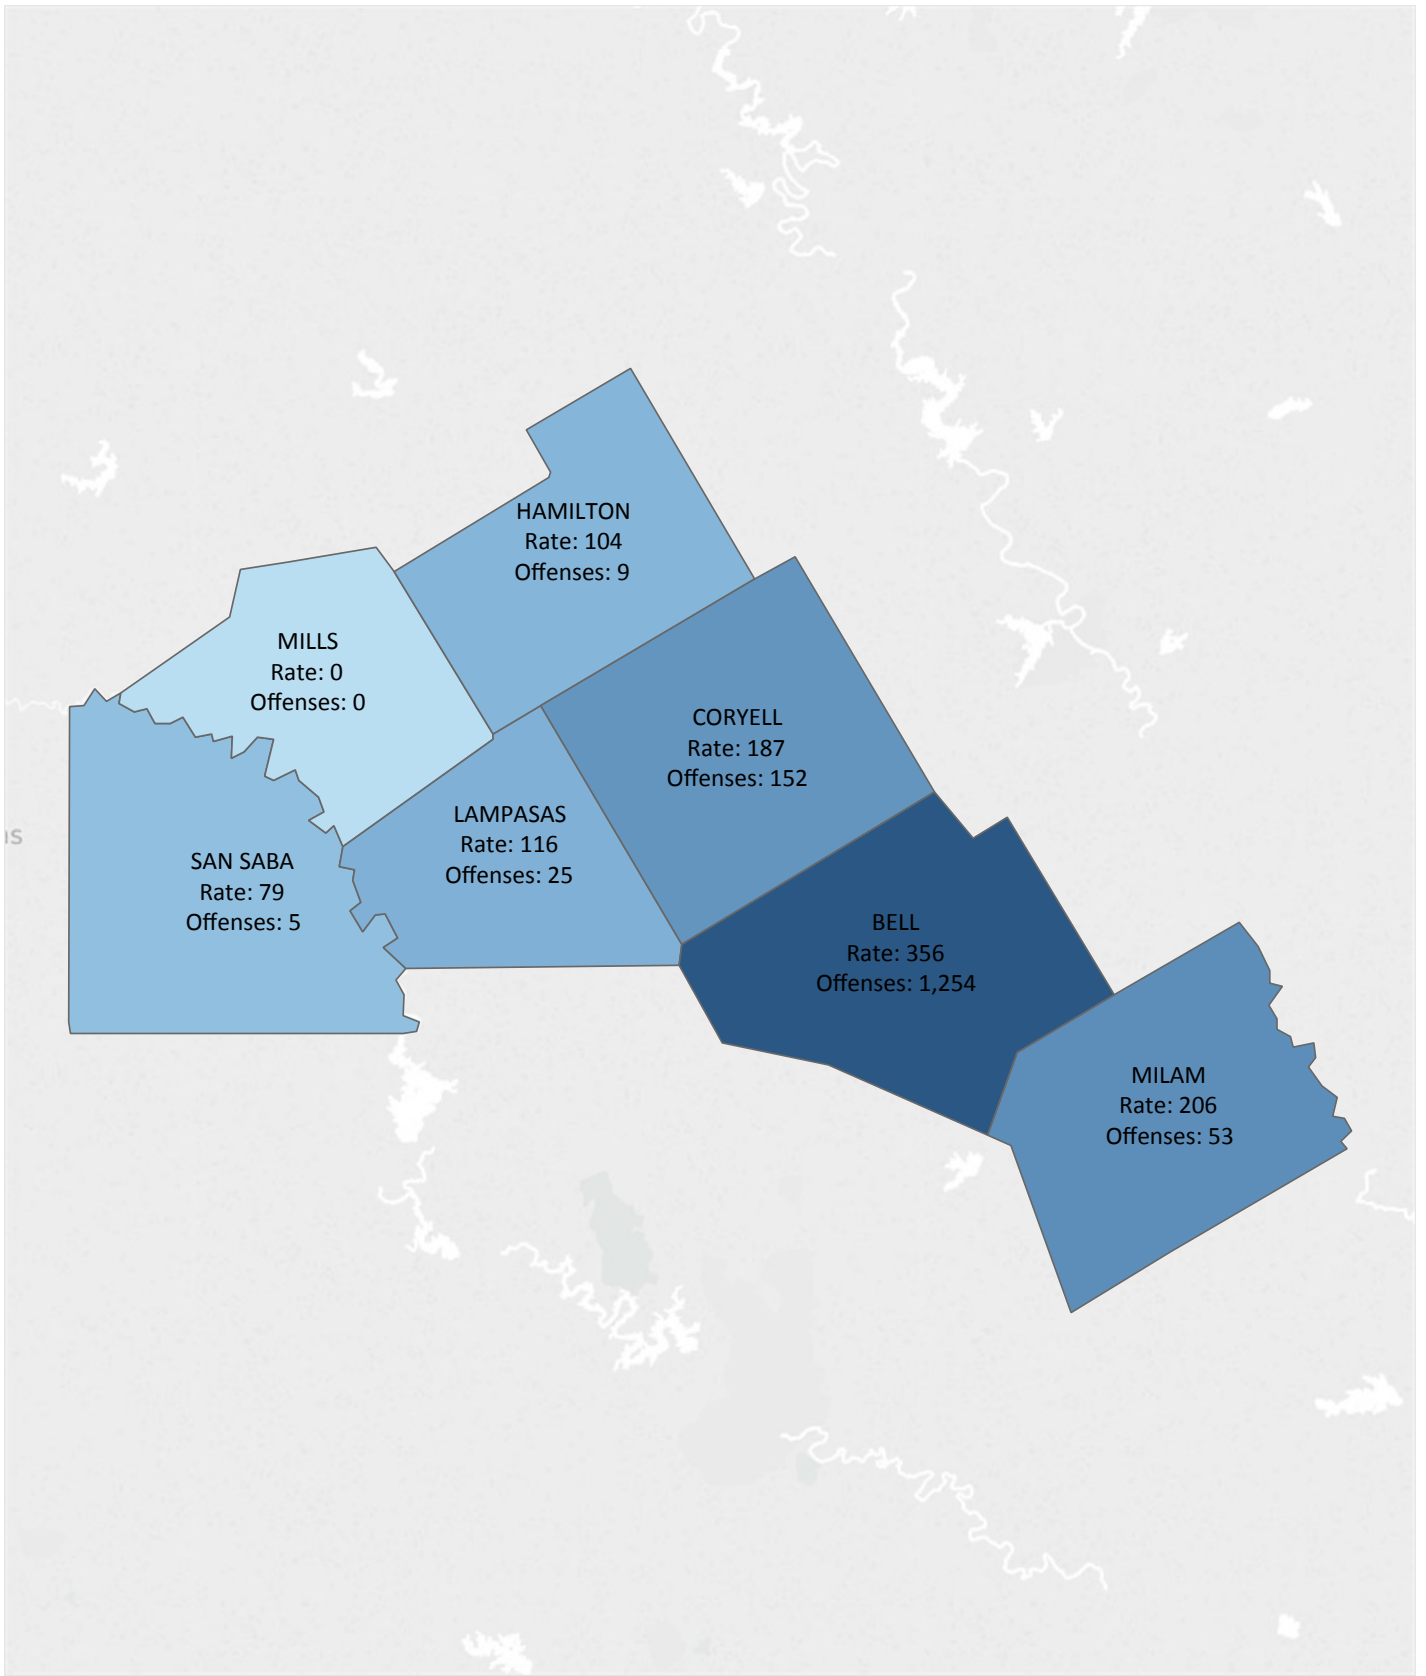 HAMILTON
Rate: 104
Offenses: 9
MILLS
Rate: 0
Offenses: 0
CORYELL
Rate: 187
Offenses: 152
LAMPASAS
Rate: 116
Offenses: 25
SAN SABA
Rate: 79
Offenses: 5
BELL
Rate: 356
Offenses: 1,254
MILAM
Rate: 206
Offenses: 53